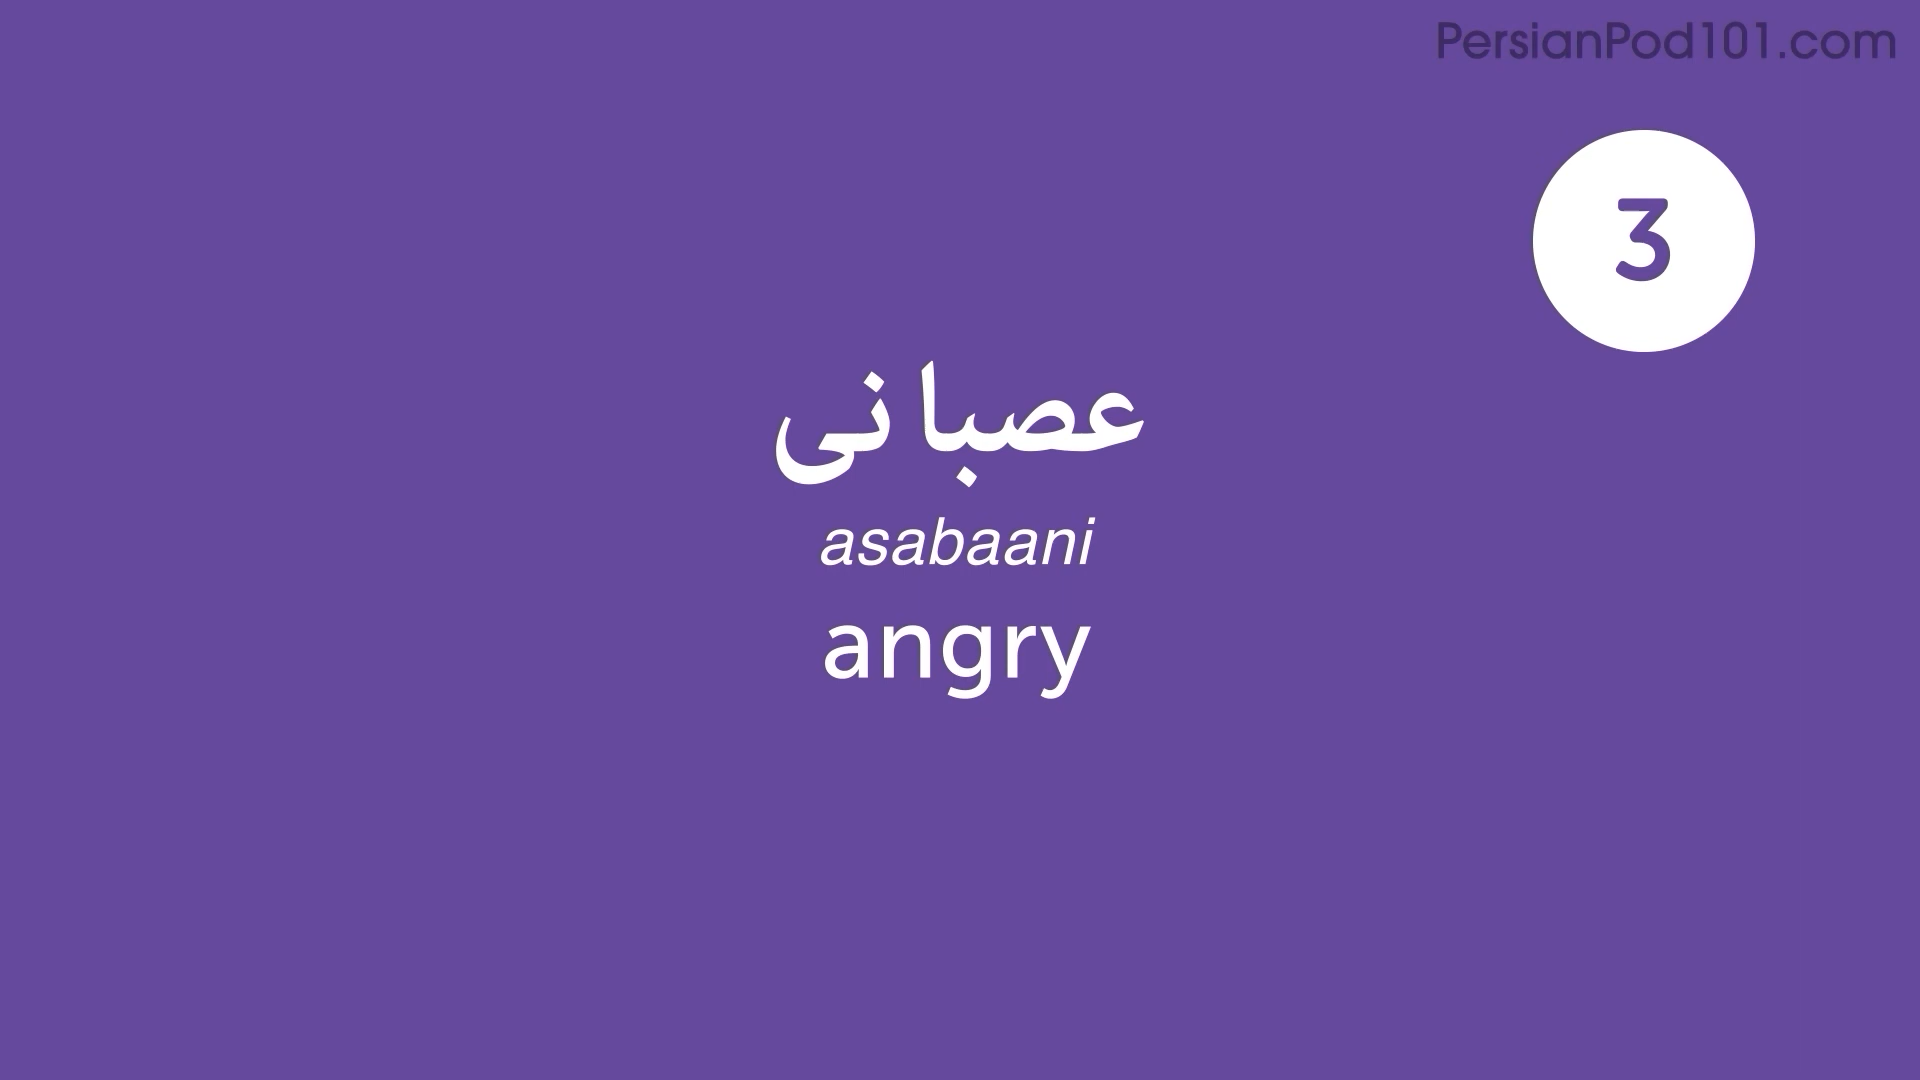 PersianPod101.com
3
عصبانی
asabaani
angry